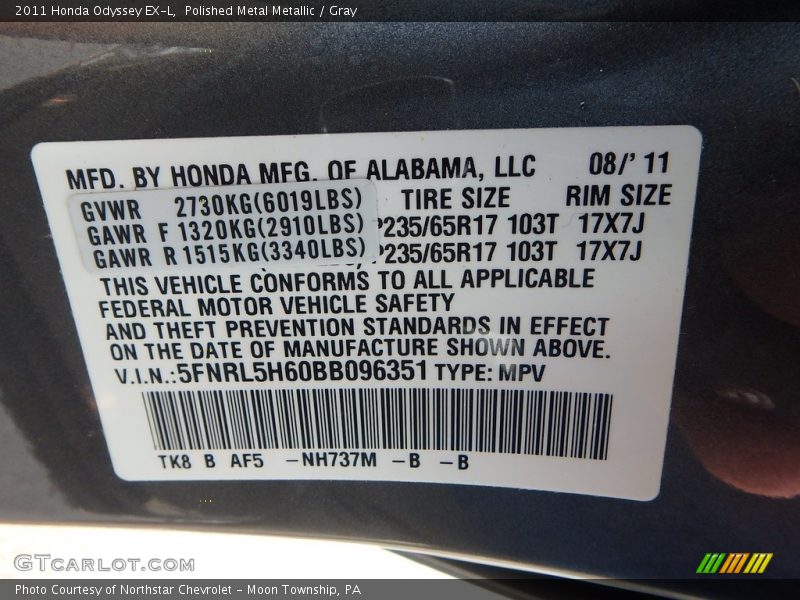 2011 Honda Odyssey EX-L, Polished Metal Metallic / Gray
MFD. BY HONDA MFG. OF ALABAMA, LLC 08/' 11
GVWR 2730KG(6019LBS) TIRE SIZE RIM SIZE
GAWR F 1320KG(2910LBS) P235/65R17 103T 17X7J
GAWR R 1515KG(3340LBS) P235/65R17 103T 17X7J
THIS VEHICLE CONFORMS TO ALL APPLICABLE
FEDERAL MOTOR VEHICLE SAFETY
AND THEFT PREVENTION STANDARDS IN EFFECT
ON THE DATE OF MANUFACTURE SHOWN ABOVE.
V.I.N.:5FNRL5H60BB096351 TYPE: MPV
TK8 B AF5 -NH737M -B -B
GTCARLOT.COM
Photo Courtesy of Northstar Chevrolet - Moon Township, PA